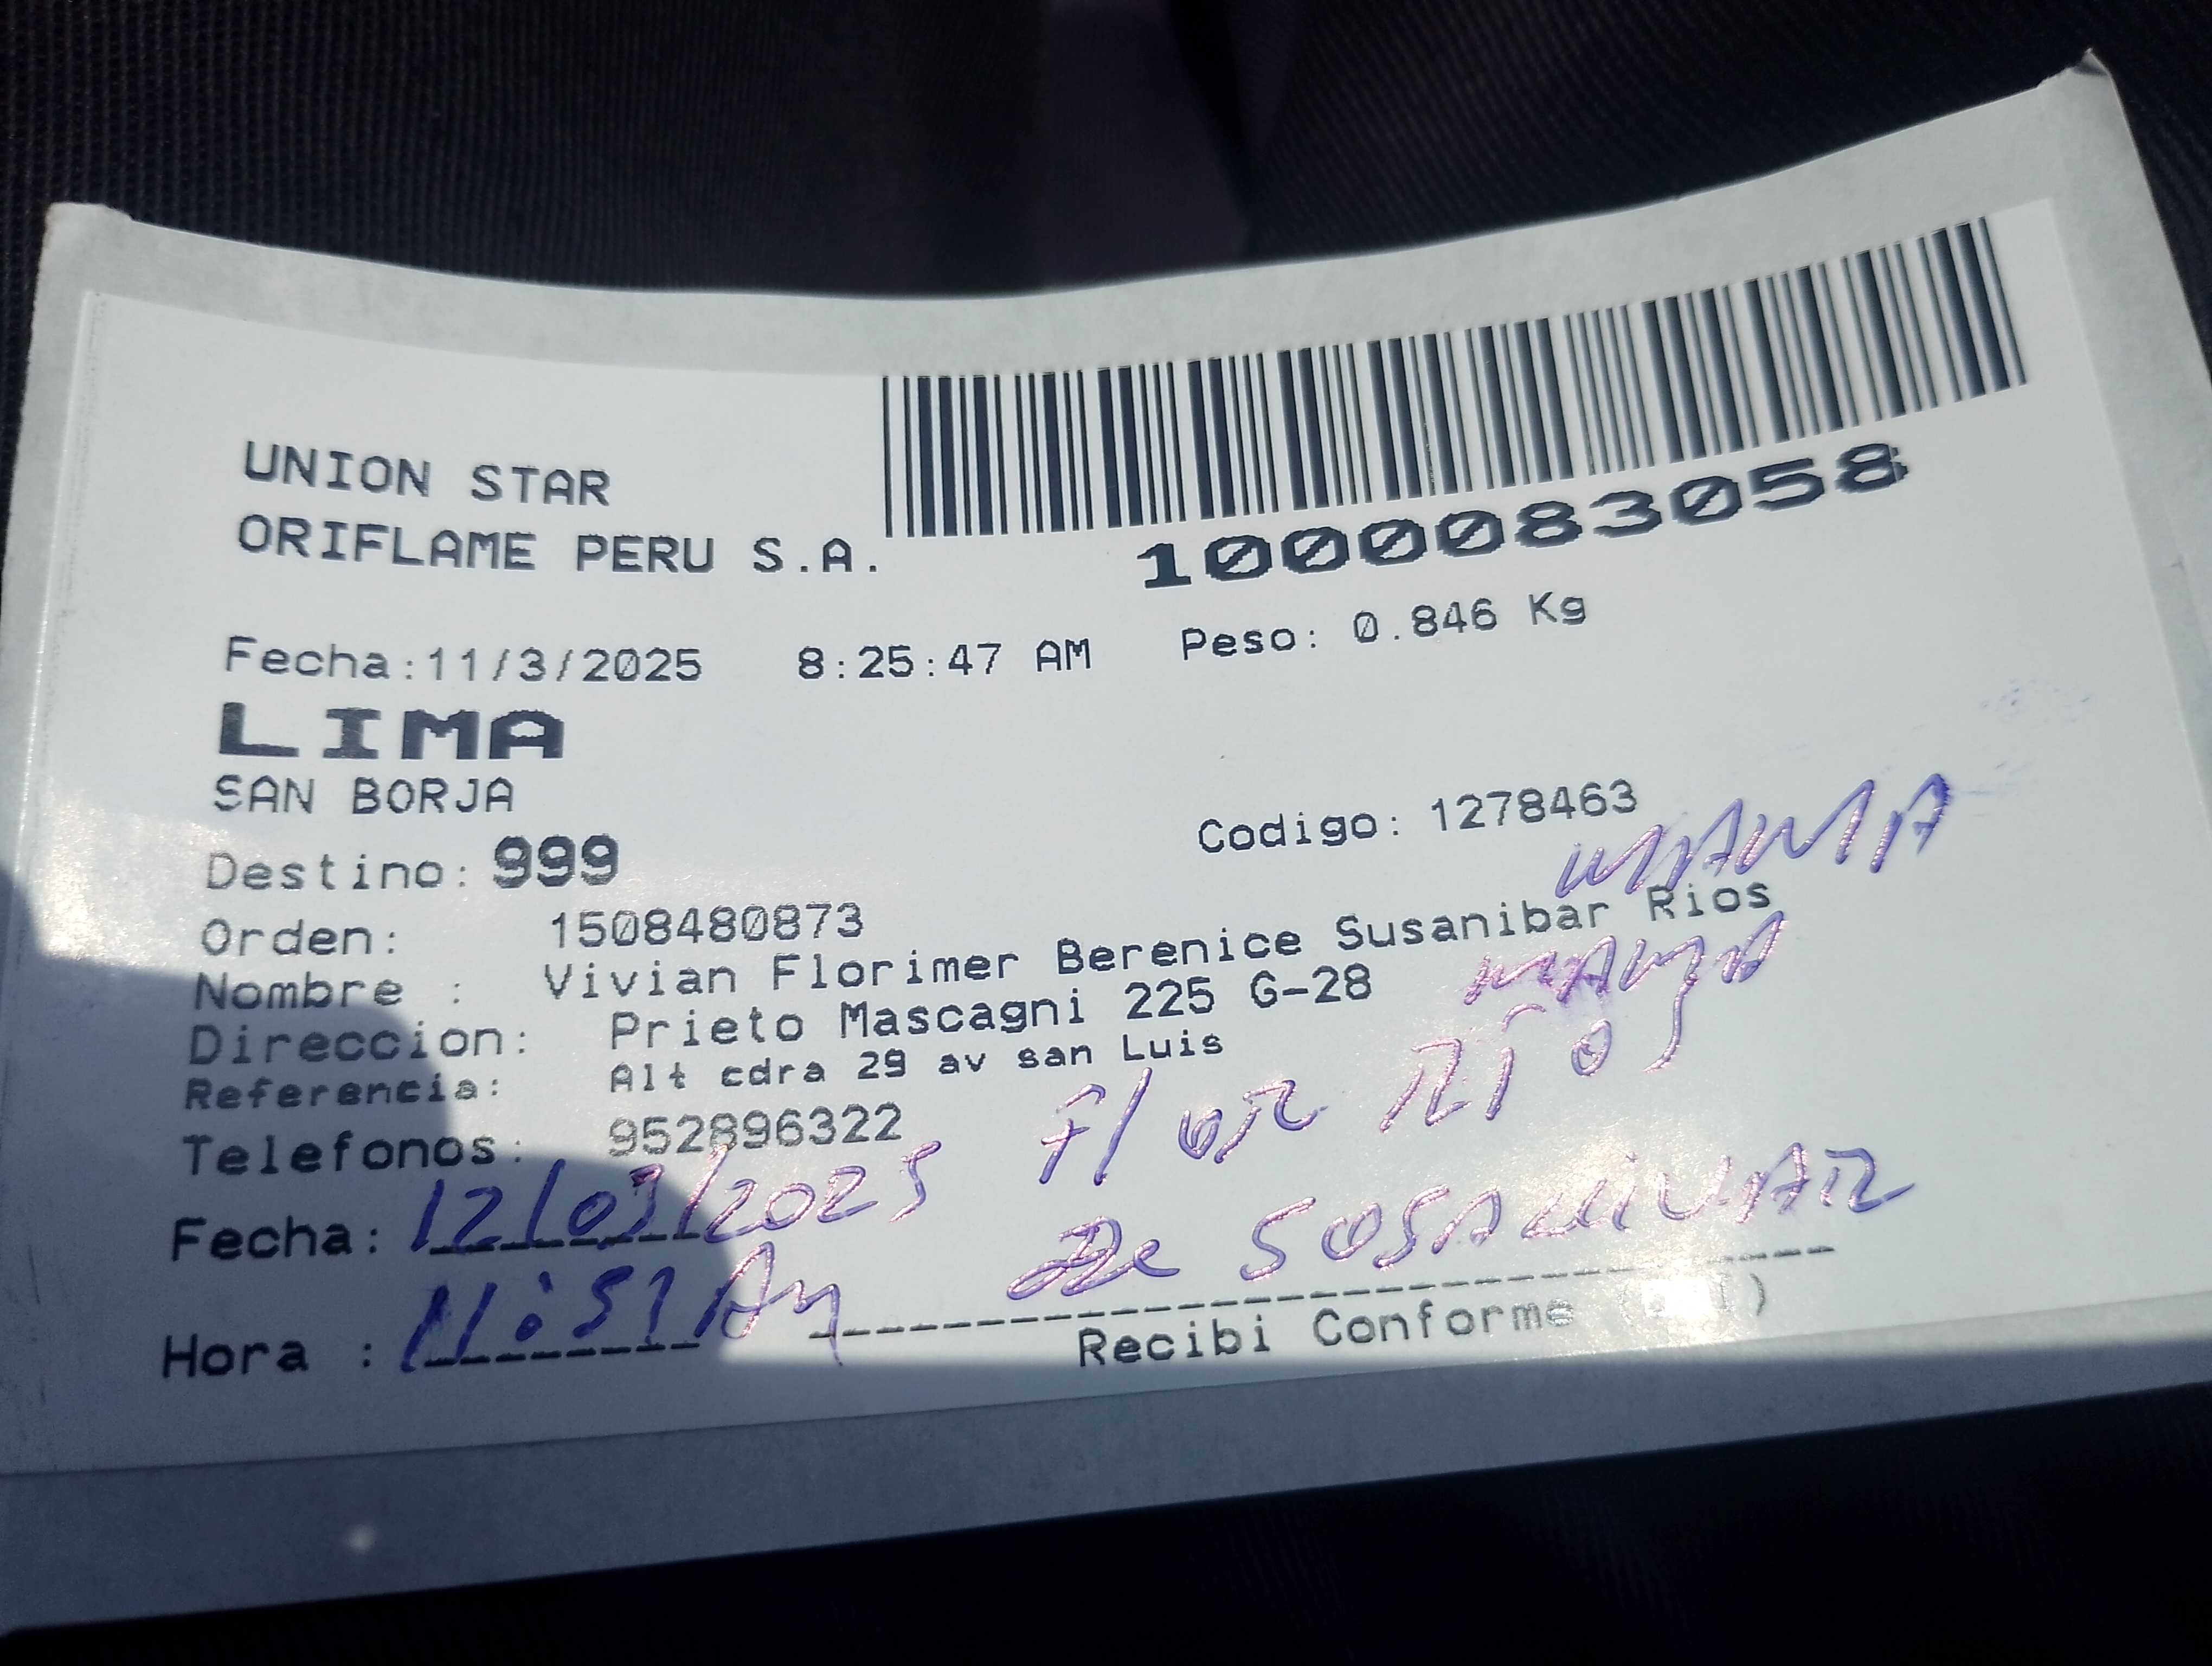 UNION STAR
ORIFLAME PERU S.A.
1000083058
Fecha:11/3/2025 8:25:47 AM Peso: 0.846 Kg
LIMA
SAN BORJA
Codigo: 1278463
MAMA
Destino: 999
Orden: 1508480873
Nombre : Vivian Florimer Berenice Susanibar Rios
Direccion: Prieto Mascagni 225 G-28
Referencia: Alt cdra 29 av san Luis
Telefonos: 952896322
Flor Ríos
Fecha: 12/03/2025
De SOSANIVAR
Hora : 11:51 AM
Recibi Conforme